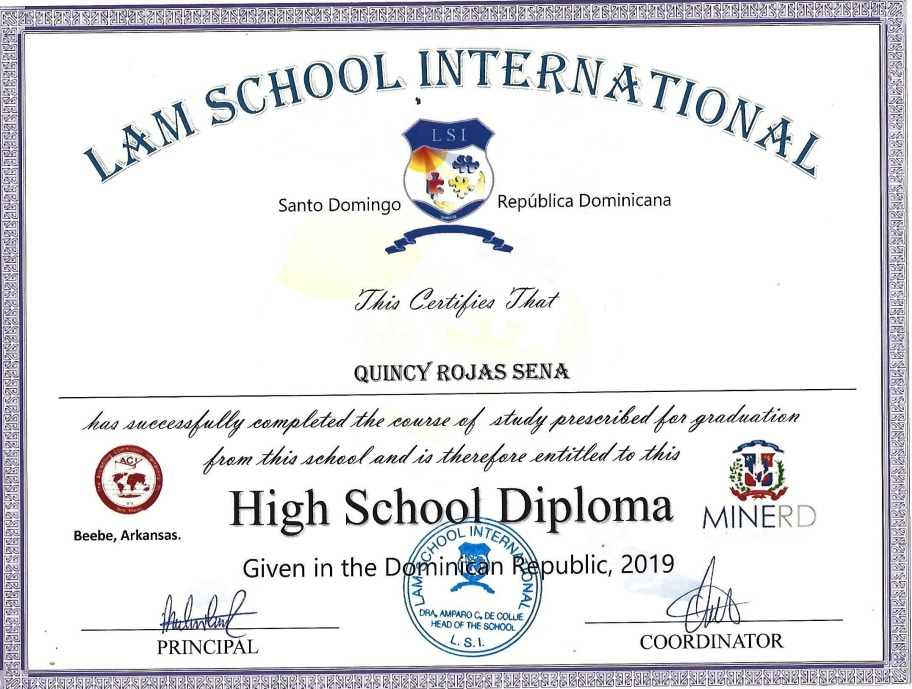 LAM SCHOOL INTERNATIONAL
LSI
Santo Domingo República Dominicana
This Certifies That
QUINCY ROJAS SENA
has successfully completed the course of study prescribed for graduation
from this school and is therefore entitled to this
ACI
Beebe, Arkansas.
High School Diploma
MINERD
Given in the Dominican Republic, 2019
LAM SCHOOL INTERNATIONAL
DRA. AMPARO C. DE COLLIE
HEAD OF THE SCHOOL
L.S.I.
PRINCIPAL
COORDINATOR